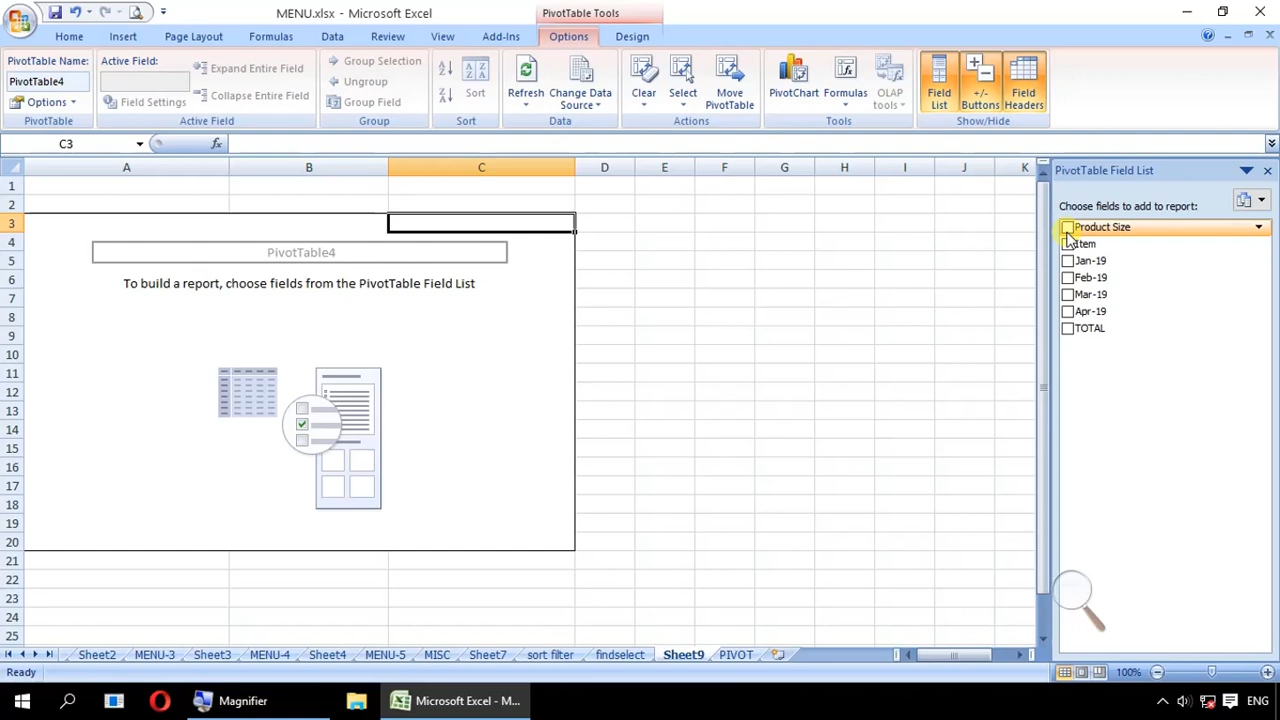 MENU.xlsx - Microsoft Excel
PivotTable Tools
Home Insert Page Layout Formulas Data Review View Add-Ins Options Design
PivotTable Name:
PivotTable4
Options
PivotTable
Active Field:
Field Settings
Expand Entire Field
Collapse Entire Field
Active Field
Group Selection
Ungroup
Group Field
Group
Sort
Sort
Refresh
Change Data
Source
Data
Clear
Select
Move
PivotTable
Actions
PivotChart
Formulas
OLAP
tools
Tools
Field
List
+/-
Buttons
Field
Headers
Show/Hide
C3
fx
A B C D E F G H I J K
1
2
3
4
5
6
7
8
9
10
11
12
13
14
15
16
17
18
19
20
21
22
23
24
25
PivotTable4
To build a report, choose fields from the PivotTable Field List
PivotTable Field List
Choose fields to add to report:
Product Size
Item
Jan-19
Feb-19
Mar-19
Apr-19
TOTAL
Sheet2 MENU-3 Sheet3 MENU-4 Sheet4 MENU-5 MISC Sheet7 sort filter findselect Sheet9 PIVOT
Ready
100%
Magnifier
Microsoft Excel - M...
ENG